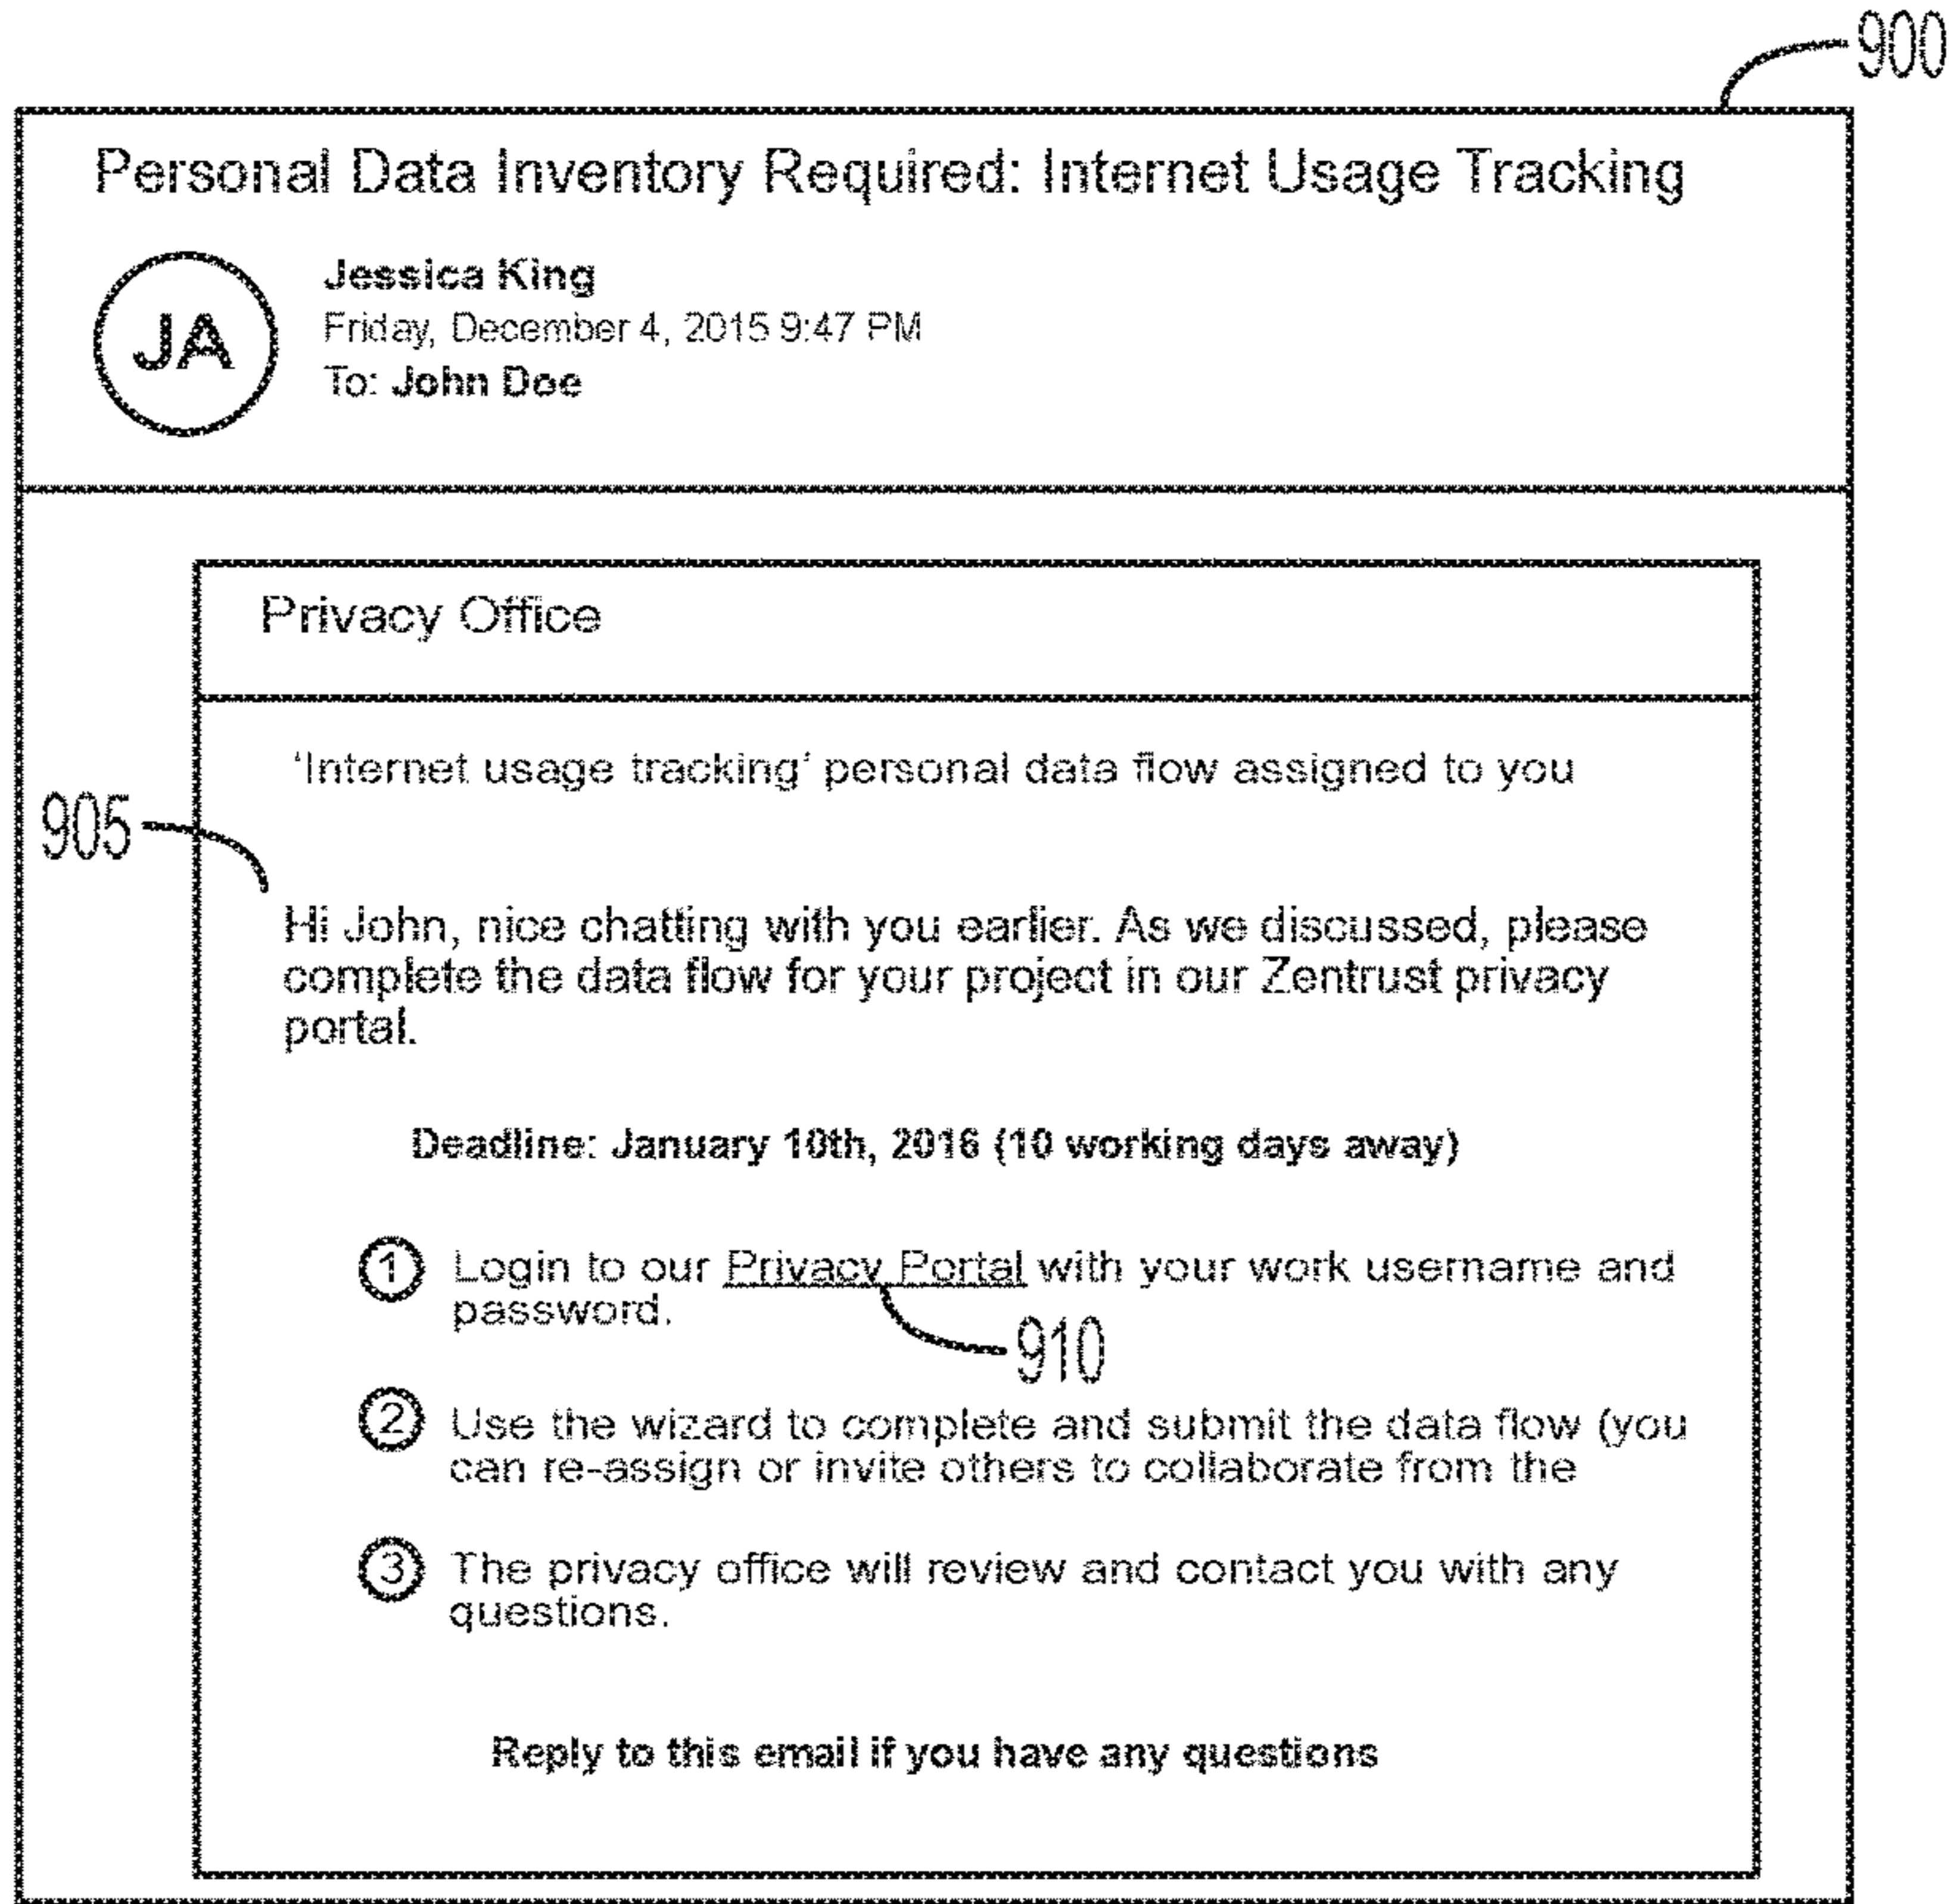 900
Personal Data Inventory Required: Internet Usage Tracking
JA
Jessica King
Friday, December 4, 2015 9:47 PM
To: John Doe
Privacy Office
'Internet usage tracking' personal data flow assigned to you
905
Hi John, nice chatting with you earlier. As we discussed, please
complete the data flow for your project in our Zentrust privacy
portal.
Deadline: January 10th, 2016 (10 working days away)
1 Login to our Privacy Portal with your work username and
password.
910
2 Use the wizard to complete and submit the data flow (you
can re-assign or invite others to collaborate from the
3 The privacy office will review and contact you with any
questions.
Reply to this email if you have any questions